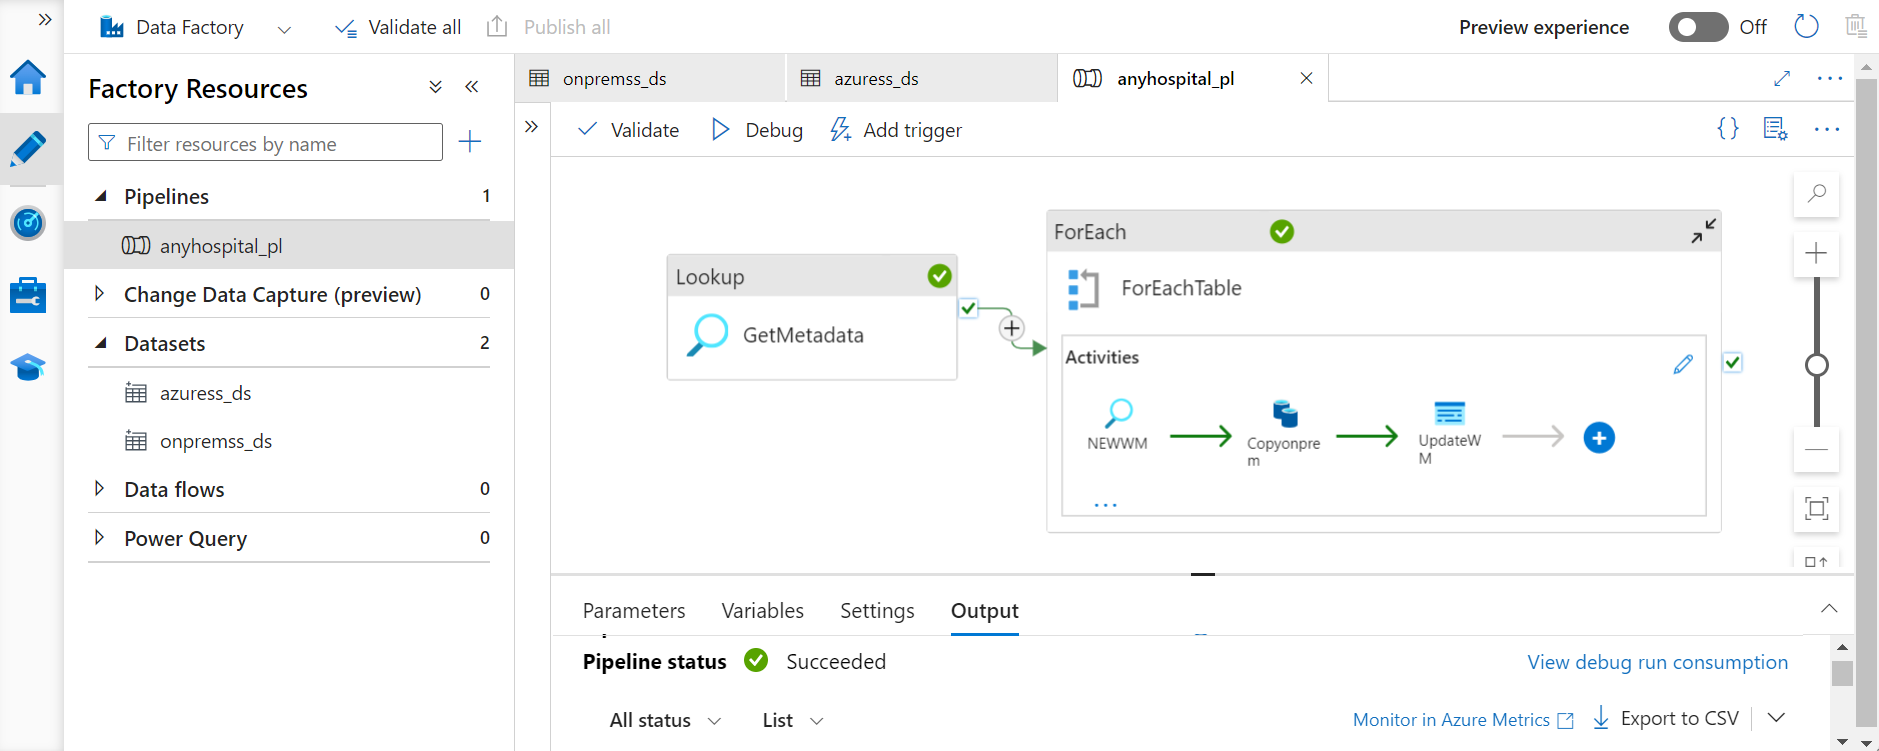 Data Factory
Validate all
Publish all
Preview experience
Off
Factory Resources
Filter resources by name
Pipelines 1
anyhospital_pl
Change Data Capture (preview) 0
Datasets 2
azuress_ds
onpremss_ds
Data flows 0
Power Query 0
onpremss_ds
azuress_ds
anyhospital_pl
Validate
Debug
Add trigger
Lookup
GetMetadata
ForEach
ForEachTable
Activities
NEWWM
Copyonpre
m
UpdateW
M
Parameters
Variables
Settings
Output
Pipeline status
Succeeded
View debug run consumption
All status
List
Monitor in Azure Metrics
Export to CSV